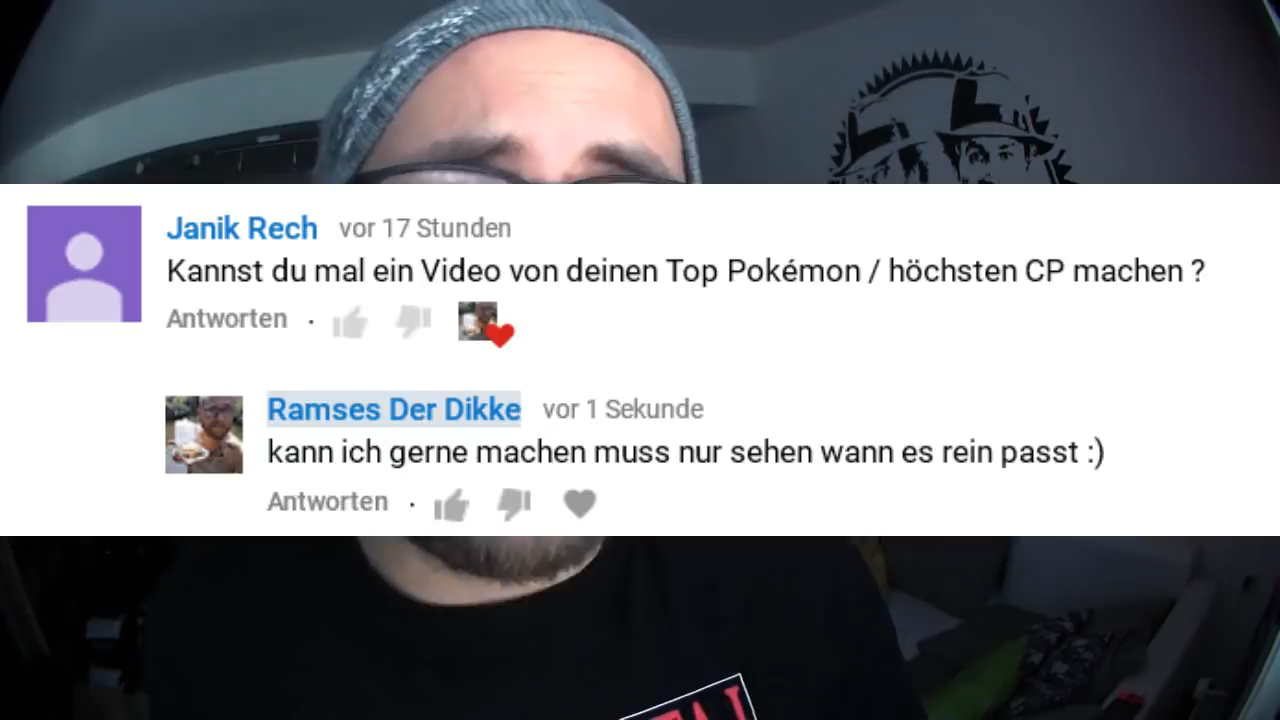 Janik Rech vor 17 Stunden
Kannst du mal ein Video von deinen Top Pokémon / höchsten CP machen ?
Antworten ·
Ramses Der Dikke vor 1 Sekunde
kann ich gerne machen muss nur sehen wann es rein passt :)
Antworten ·